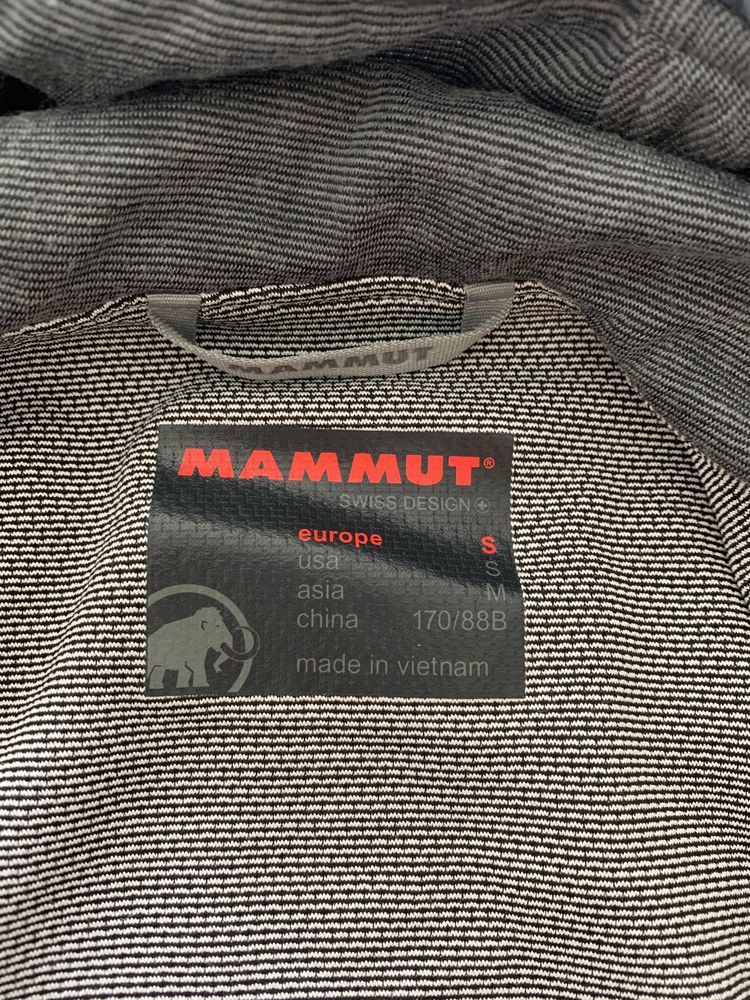 MAMMUT
MAMMUT®
SWISS DESIGN
europe S
usa S
asia M
china 170/88B
made in vietnam